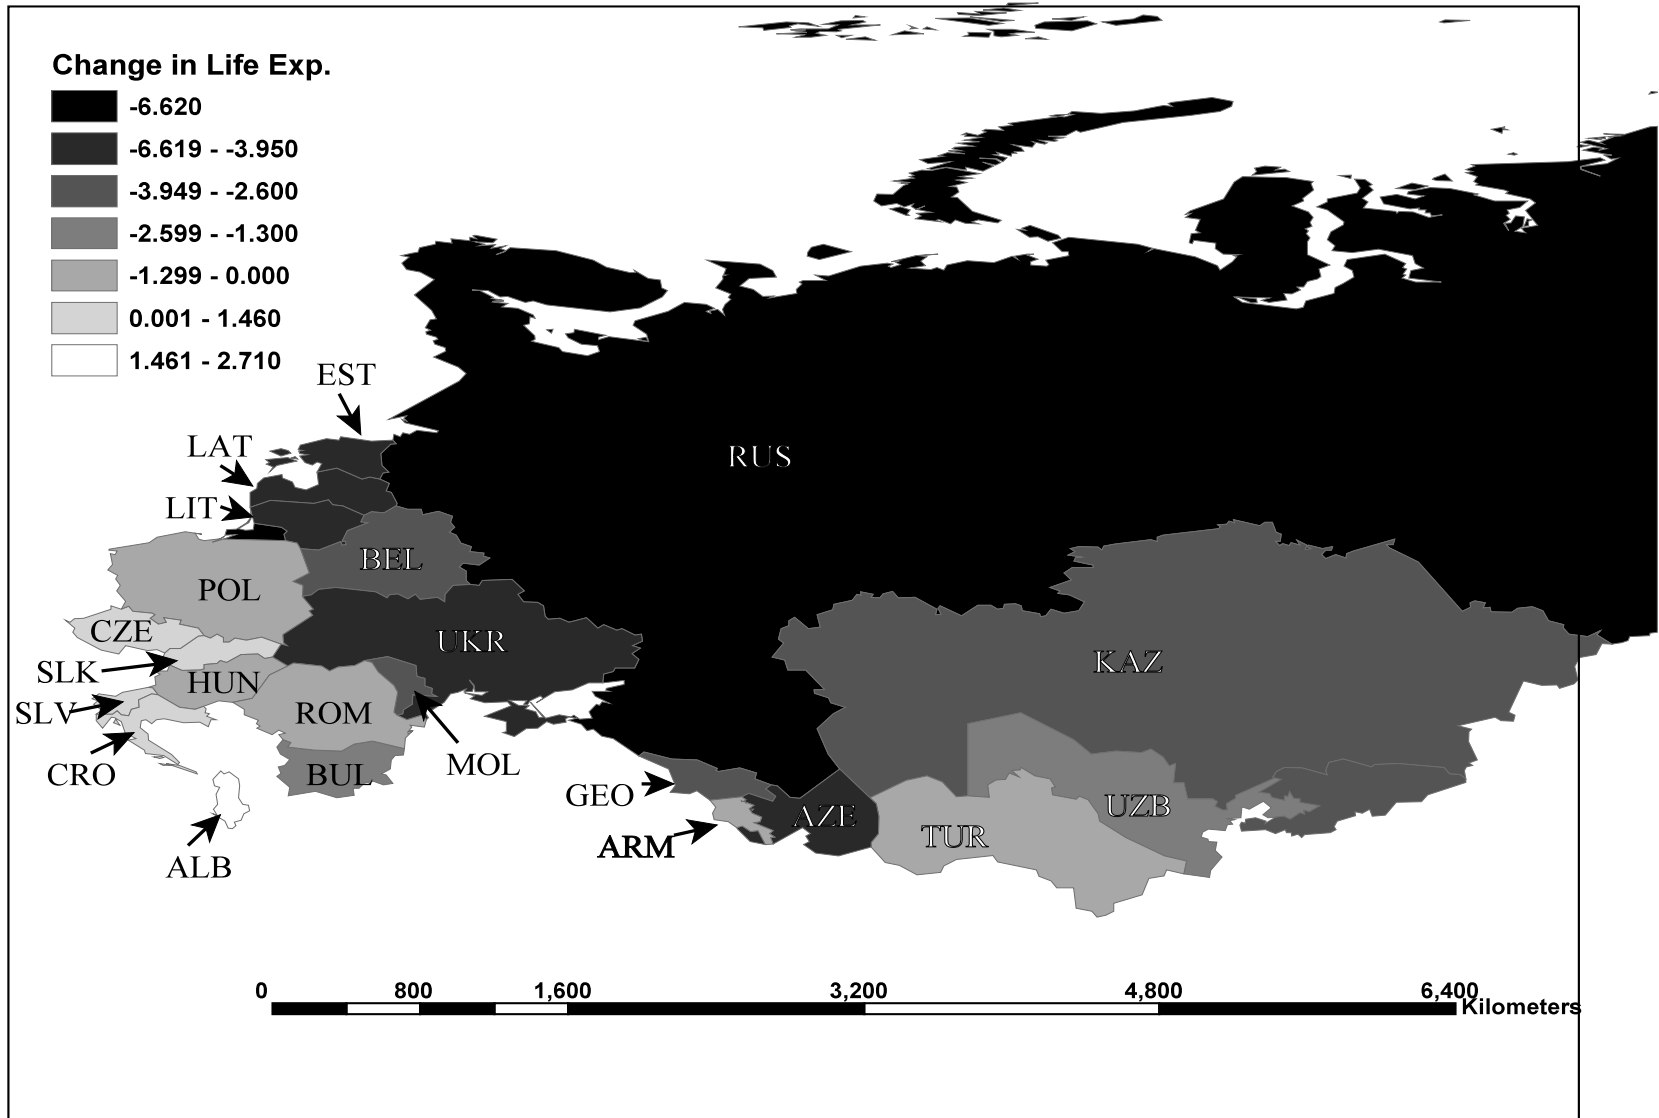 Change in Life Exp.
-6.620
-6.619 - -3.950
-3.949 - -2.600
-2.599 - -1.300
-1.299 - 0.000
0.001 - 1.460
1.461 - 2.710
EST
LAT
LIT
RUS
BEL
POL
CZE
UKR
KAZ
SLK
HUN
SLV
ROM
CRO
BUL
MOL
GEO
AZE
UZB
ARM
TUR
ALB
0 800 1,600 3,200 4,800 6,400
Kilometers